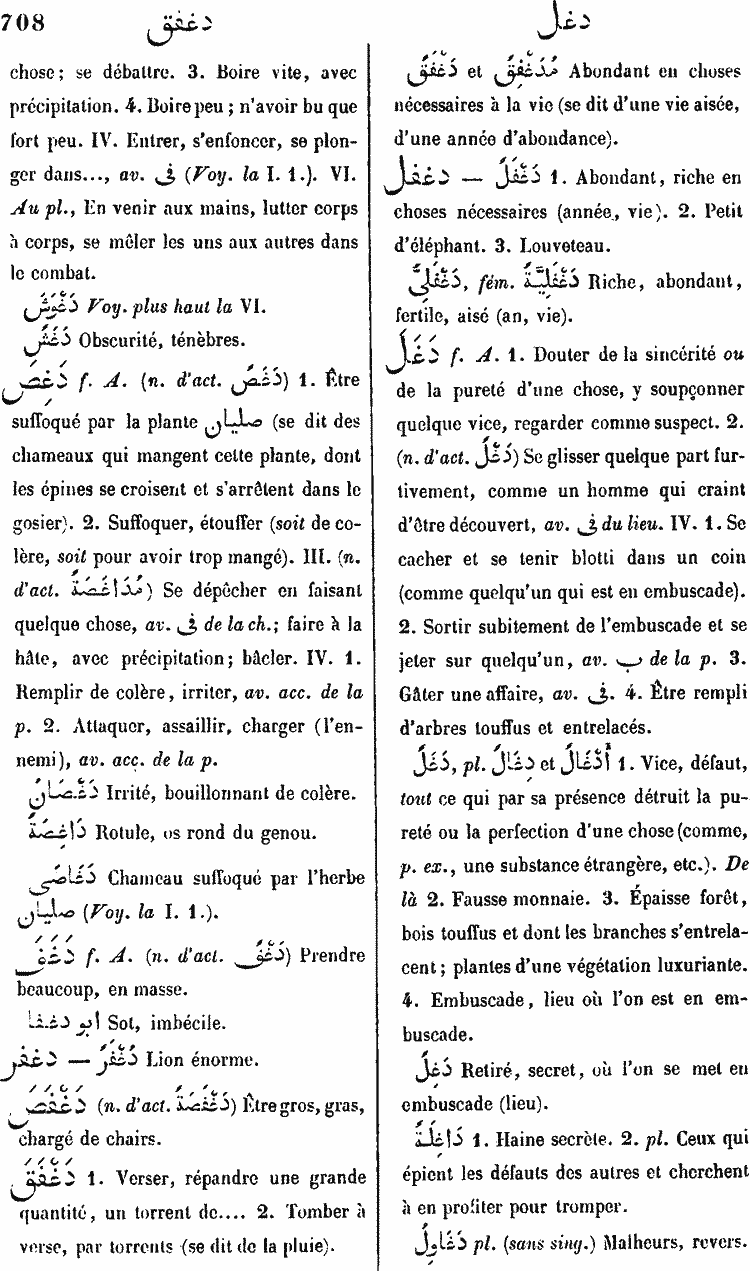 708
دغفق
دغل
chose; se débattre. 3. Boire vite, avec
précipitation. 4. Boire peu; n'avoir bu que
fort peu. IV. Entrer, s'enfoncer, se plon-
ger dans..., av. فى (Voy. la I. 1.). VI.
Au pl., En venir aux mains, lutter corps
à corps, se mêler les uns aux autres dans
le combat.
دَغْوَشَ Voy. plus haut la VI.
دَغَشٌ Obscurité, ténèbres.
دَغِصَ f. A. (n. d'act. دَغَصٌ) 1. Être
suffoqué par la plante صليان (se dit des
chameaux qui mangent cette plante, dont
les épines se croisent et s'arrêtent dans le
gosier). 2. Suffoquer, étouffer (soit de co-
lère, soit pour avoir trop mangé). III. (n.
d'act. مُدَاغَصَةٌ) Se dépêcher en faisant
quelque chose, av. فى de la ch.; faire à la
hâte, avec précipitation; bâcler. IV. 1.
Remplir de colère, irriter, av. acc. de la
p. 2. Attaquer, assaillir, charger (l'en-
nemi), av. acc. de la p.
دَغْصَانُ Irrité, bouillonnant de colère.
دَاغِصَةٌ Rotule, os rond du genou.
دَغَاصَى Chameau suffoqué par l'herbe
صليان (Voy. la I. 1.).
دَغَفَ f. A. (n. d'act. دَغْفٌ) Prendre
beaucoup, en masse.
ابو دغفا Sot, imbécile.
دغفر — دَغْفَرٌ Lion énorme.
دَغْفَصَ (n. d'act. دَغْفَصَةٌ) Être gros, gras,
chargé de chairs.
دَغْفَقَ 1. Verser, répandre une grande
quantité, un torrent de.... 2. Tomber à
verse, par torrents (se dit de la pluie).
دَغْفَقٌ et مُدَغْفِقٌ Abondant en choses
nécessaires à la vie (se dit d'une vie aisée,
d'une année d'abondance).
دغفل — دَغْفَلٌ 1. Abondant, riche en
choses nécessaires (année, vie). 2. Petit
d'éléphant. 3. Louveteau.
دَغْفَلِىٌّ, fém. دَغْفَلِيَّةٌ Riche, abondant,
fertile, aisé (an, vie).
دَغَلَ f. A. 1. Douter de la sincérité ou
de la pureté d'une chose, y soupçonner
quelque vice, regarder comme suspect. 2.
(n. d'act. دَغْلٌ) Se glisser quelque part fur-
tivement, comme un homme qui craint
d'être découvert, av. فى du lieu. IV. 1. Se
cacher et se tenir blotti dans un coin
(comme quelqu'un qui est en embuscade).
2. Sortir subitement de l'embuscade et se
jeter sur quelqu'un, av. ب de la p. 3.
Gâter une affaire, av. فى. 4. Être rempli
d'arbres touffus et entrelacés.
دَغَلٌ, pl. دِغَالٌ et أَدْغَالٌ 1. Vice, défaut,
tout ce qui par sa présence détruit la pu-
reté ou la perfection d'une chose (comme,
p. ex., une substance étrangère, etc.). De
là 2. Fausse monnaie. 3. Épaisse forêt,
bois touffus et dont les branches s'entrela-
cent; plantes d'une végétation luxuriante.
4. Embuscade, lieu où l'on est en em-
buscade.
دَغِلٌ Retiré, secret, où l'on se met en
embuscade (lieu).
دَاغِلَةٌ 1. Haine secrète. 2. pl. Ceux qui
épient les défauts des autres et cherchent
à en profiter pour tromper.
دَغَاوِلُ pl. (sans sing.) Malheurs, revers.